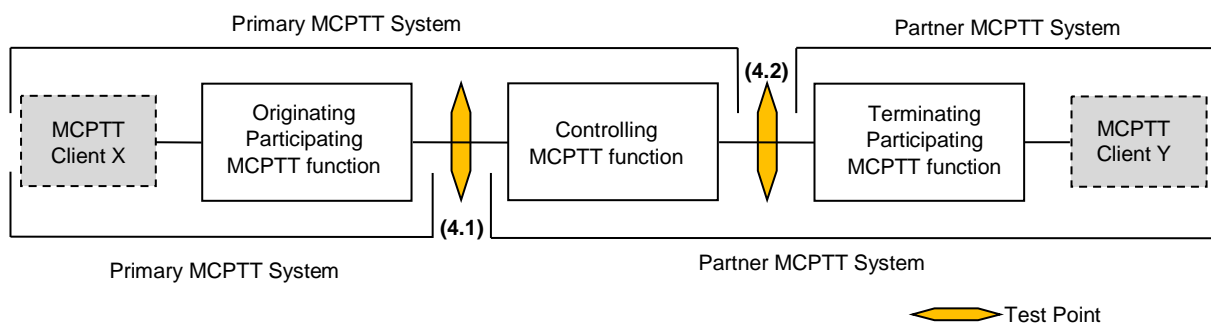 Primary MCPTT System
Partner MCPTT System
(4.2)
MCPTT
Client X
Originating
Participating
MCPTT function
Controlling
MCPTT function
Terminating
Participating
MCPTT function
MCPTT
Client Y
(4.1)
Primary MCPTT System
Partner MCPTT System
Test Point